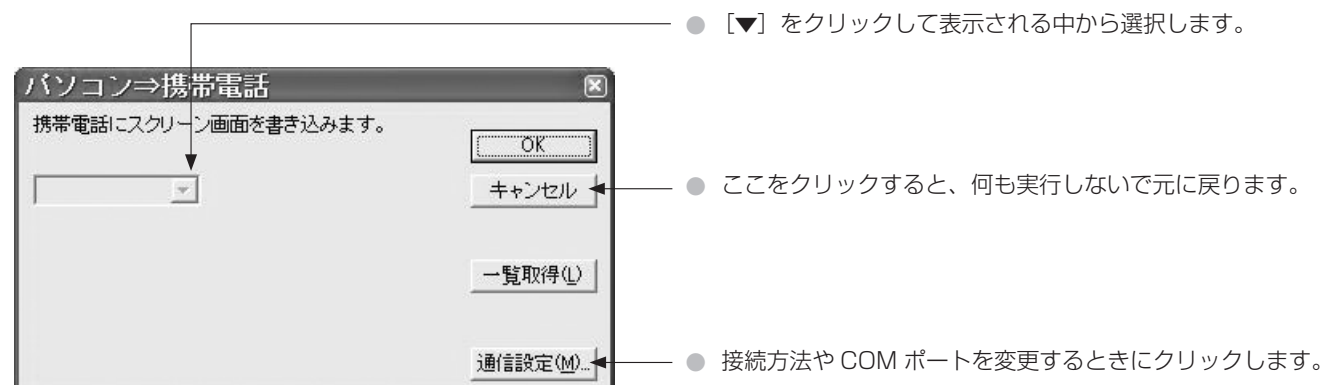 ［▼］をクリックして表示される中から選択します。
パソコン⇒携帯電話
携帯電話にスクリーン画面を書き込みます。
OK
キャンセル
ここをクリックすると、何も実行しないで元に戻ります。
一覧取得(L)
通信設定(M)...
接続方法や COM ポートを変更するときにクリックします。